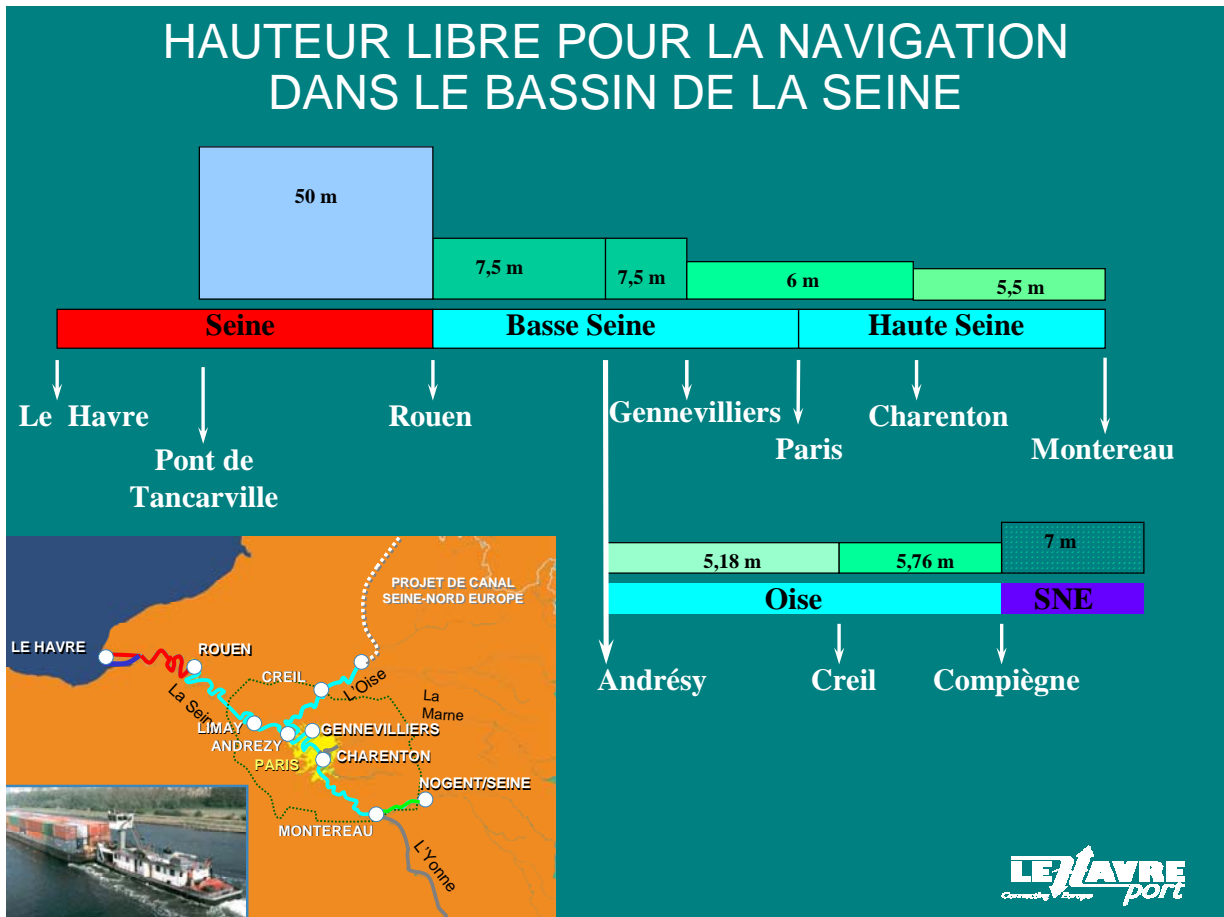 HAUTEUR LIBRE POUR LA NAVIGATION
DANS LE BASSIN DE LA SEINE
50 m
7,5 m
7,5 m
6 m
5,5 m
Seine
Basse Seine
Haute Seine
Le Havre
Pont de
Tancarville
Rouen
Gennevilliers
Paris
Charenton
Montereau
5,18 m
5,76 m
7 m
Oise
SNE
Andrésy
Creil
Compiègne
PROJET DE CANAL
SEINE-NORD EUROPE
LE HAVRE
ROUEN
CREIL
L'Oise
La
Marne
La Sein
LIMAY
GENNEVILLIERS
ANDREZY
PARIS
CHARENTON
NOGENT/SEINE
MONTEREAU
L'Yonne
LE HAVRE
Connecting Europe
port